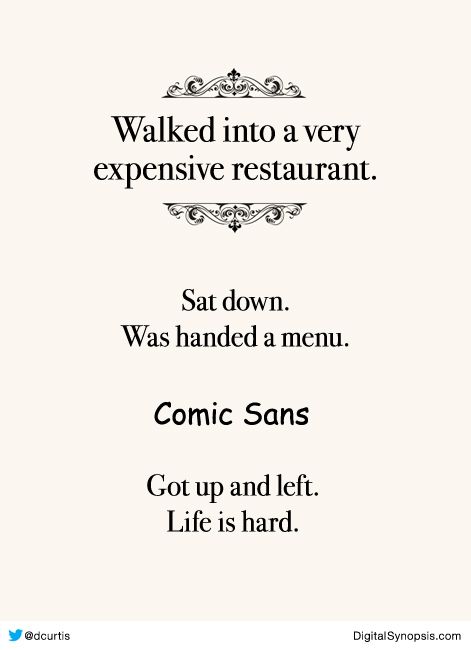 Walked into a very
expensive restaurant.
Sat down.
Was handed a menu.
Comic Sans
Got up and left.
Life is hard.
@dcurtis
DigitalSynopsis.com